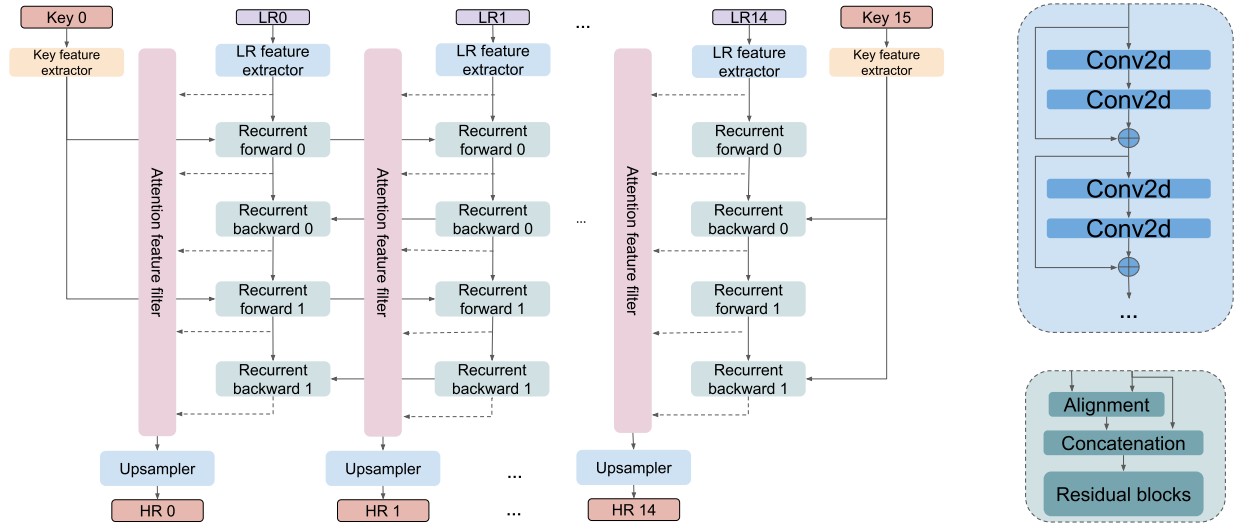 Key 0
LR0
LR1
...
LR14
Key 15
Key feature
extractor
LR feature
extractor
LR feature
extractor
LR feature
extractor
Key feature
extractor
Attention feature filter
Attention feature filter
Attention feature filter
Recurrent
forward 0
Recurrent
forward 0
Recurrent
forward 0
Recurrent
backward 0
Recurrent
backward 0
...
Recurrent
backward 0
Recurrent
forward 1
Recurrent
forward 1
Recurrent
forward 1
Recurrent
backward 1
Recurrent
backward 1
Recurrent
backward 1
Upsampler
Upsampler
...
Upsampler
HR 0
HR 1
...
HR 14
Conv2d
Conv2d
Conv2d
Conv2d
...
Alignment
Concatenation
Residual blocks